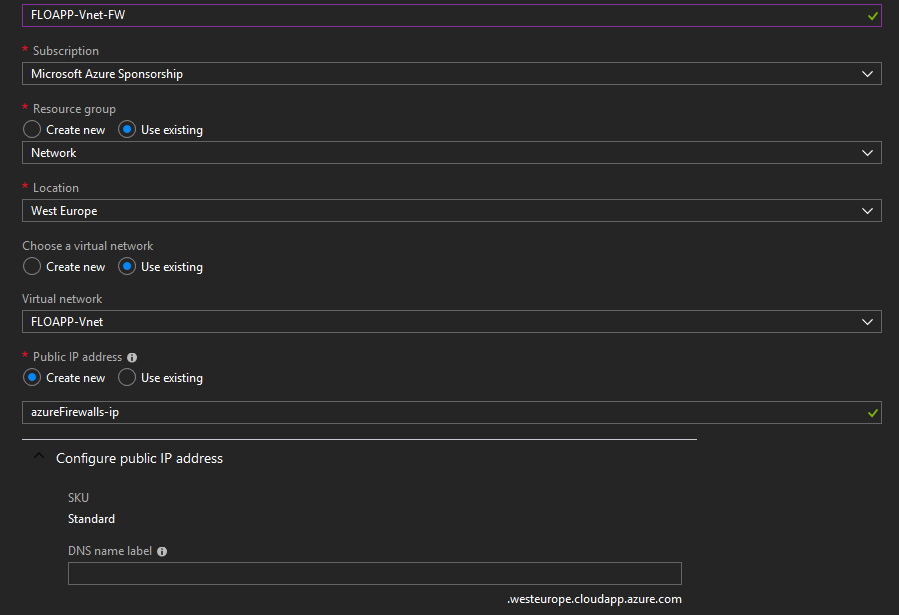 FLOAPP-Vnet-FW
* Subscription
Microsoft Azure Sponsorship
* Resource group
Create new Use existing
Network
* Location
West Europe
Choose a virtual network
Create new Use existing
Virtual network
FLOAPP-Vnet
* Public IP address
Create new Use existing
azureFirewalls-ip
Configure public IP address
SKU
Standard
DNS name label
.westeurope.cloudapp.azure.com